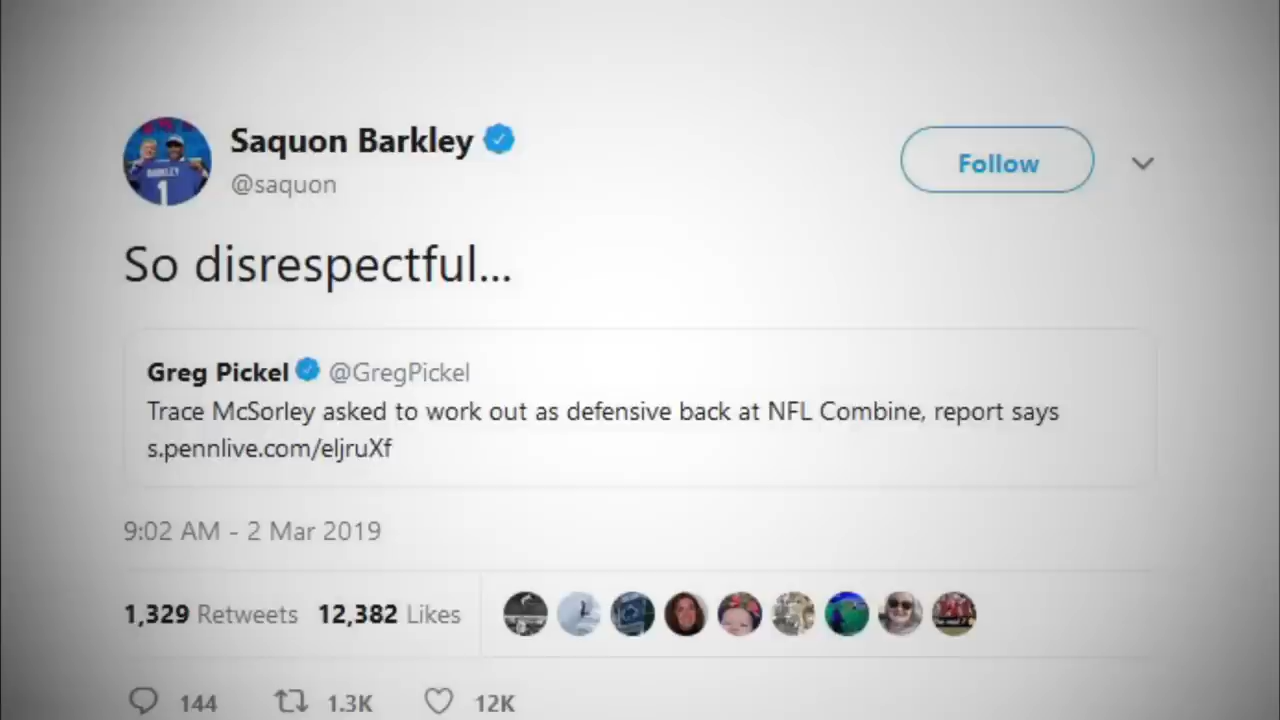 Saquon Barkley
@saquon
Follow
So disrespectful...
Greg Pickel @GregPickel
Trace McSorley asked to work out as defensive back at NFL Combine, report says
s.pennlive.com/eljruXf
9:02 AM - 2 Mar 2019
1,329 Retweets 12,382 Likes
144 1.3K 12K
BARKLEY
1